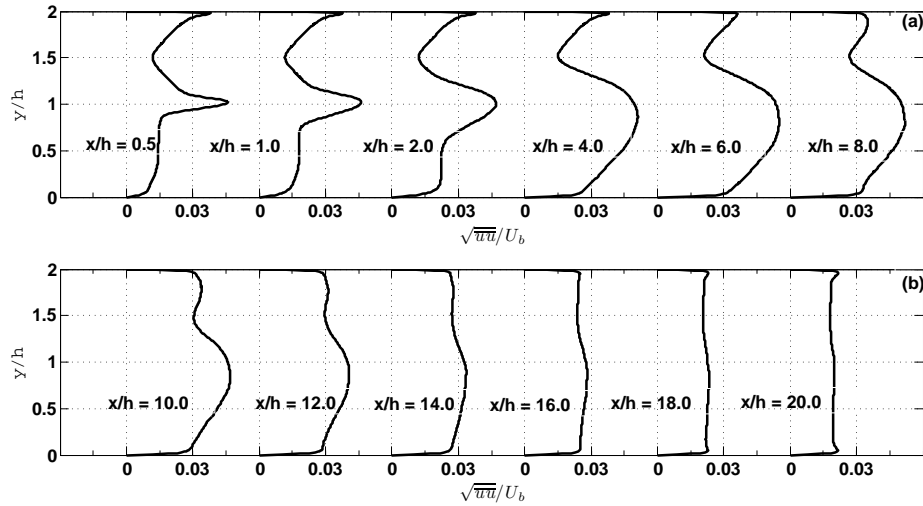 (a)
2
1.5
1
0.5
0
y/h
x/h = 0.5
x/h = 1.0
x/h = 2.0
x/h = 4.0
x/h = 6.0
x/h = 8.0
0 0.03 0 0.03 0 0.03 0 0.03 0 0.03 0 0.03
√uu/U_b
(b)
2
1.5
1
0.5
0
y/h
x/h = 10.0
x/h = 12.0
x/h = 14.0
x/h = 16.0
x/h = 18.0
x/h = 20.0
0 0.03 0 0.03 0 0.03 0 0.03 0 0.03 0 0.03
√uu/U_b